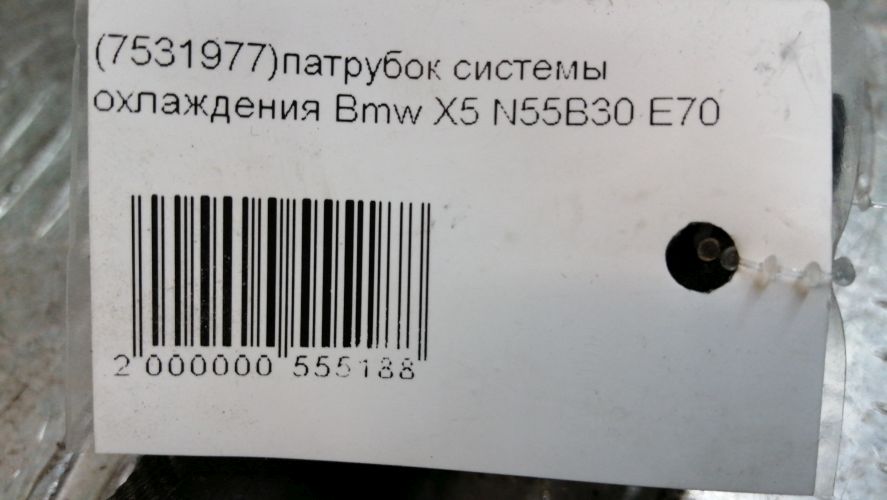 (7531977)патрубок системы
охлаждения Bmw X5 N55B30 E70
2 000000 555188